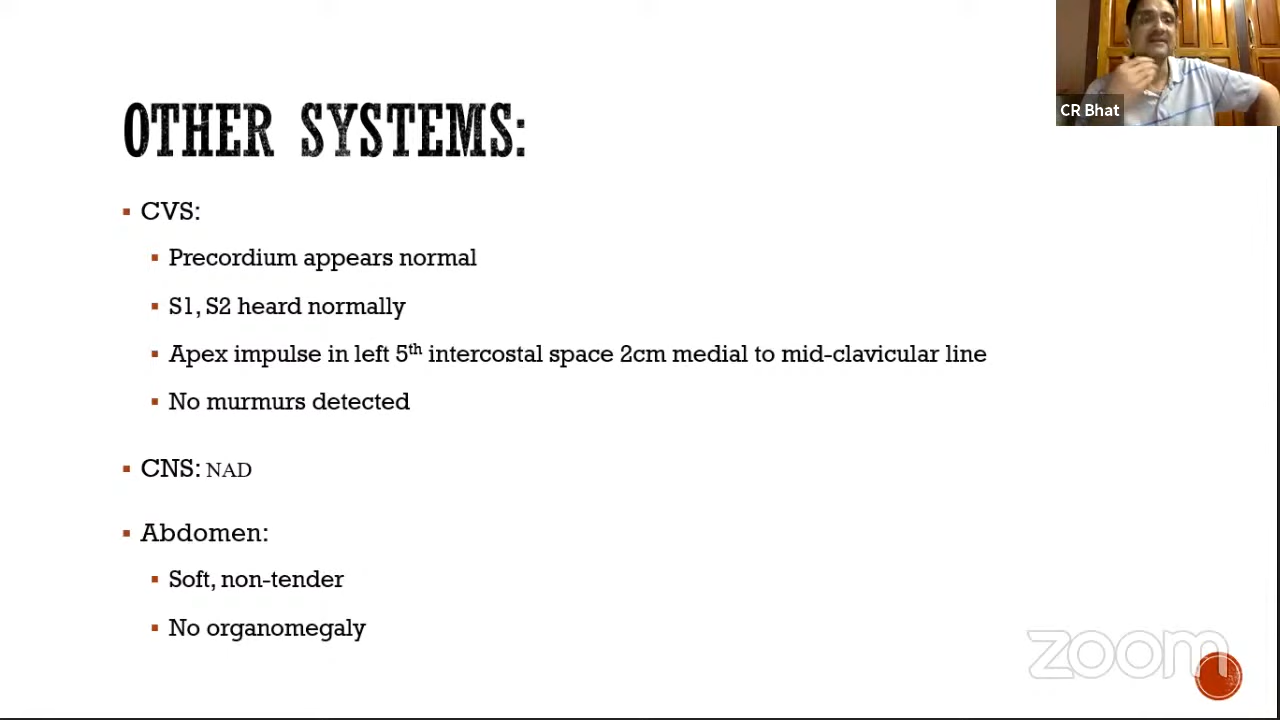 CR Bhat
OTHER SYSTEMS:
CVS:
Precordium appears normal
S1, S2 heard normally
Apex impulse in left 5th intercostal space 2cm medial to mid-clavicular line
No murmurs detected
CNS: NAD
Abdomen:
Soft, non-tender
No organomegaly
zoom